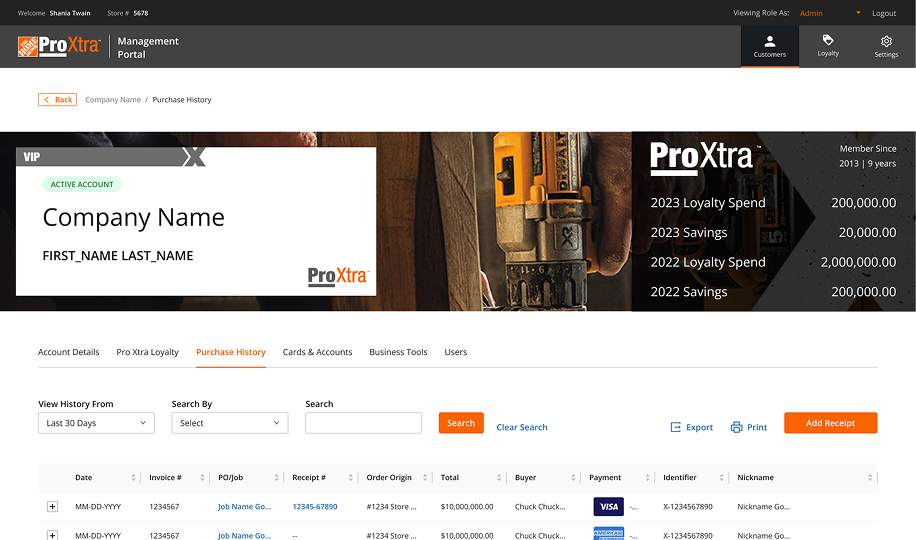 Welcome Shania Twain Store # 5678 Viewing Role As: Admin Logout
THE HOME DEPOT ProXtra™ Management Portal Customers Loyalty Settings
Back Company Name / Purchase History
VIP X
ACTIVE ACCOUNT
Company Name
FIRST_NAME LAST_NAME
ProXtra™
ProXtra™ Member Since
2013 | 9 years
2023 Loyalty Spend 200,000.00
2023 Savings 20,000.00
2022 Loyalty Spend 2,000,000.00
2022 Savings 200,000.00
Account Details Pro Xtra Loyalty Purchase History Cards & Accounts Business Tools Users
View History From Search By Search
Last 30 Days Select Search Clear Search Export Print Add Receipt
Date Invoice # PO/Job Receipt # Order Origin Total Buyer Payment Identifier Nickname
+ MM-DD-YYYY 1234567 Job Name Go... 12345-67890 #1234 Store ... $10,000,000.00 Chuck Chuck... VISA -... X-1234567890 Nickname Go...
+ MM-DD-YYYY 1234567 Job Name Go... -- #1234 Store ... $10,000,000.00 Chuck Chuck... AMERICAN EXPRESS -... X-1234567890 Nickname Go...